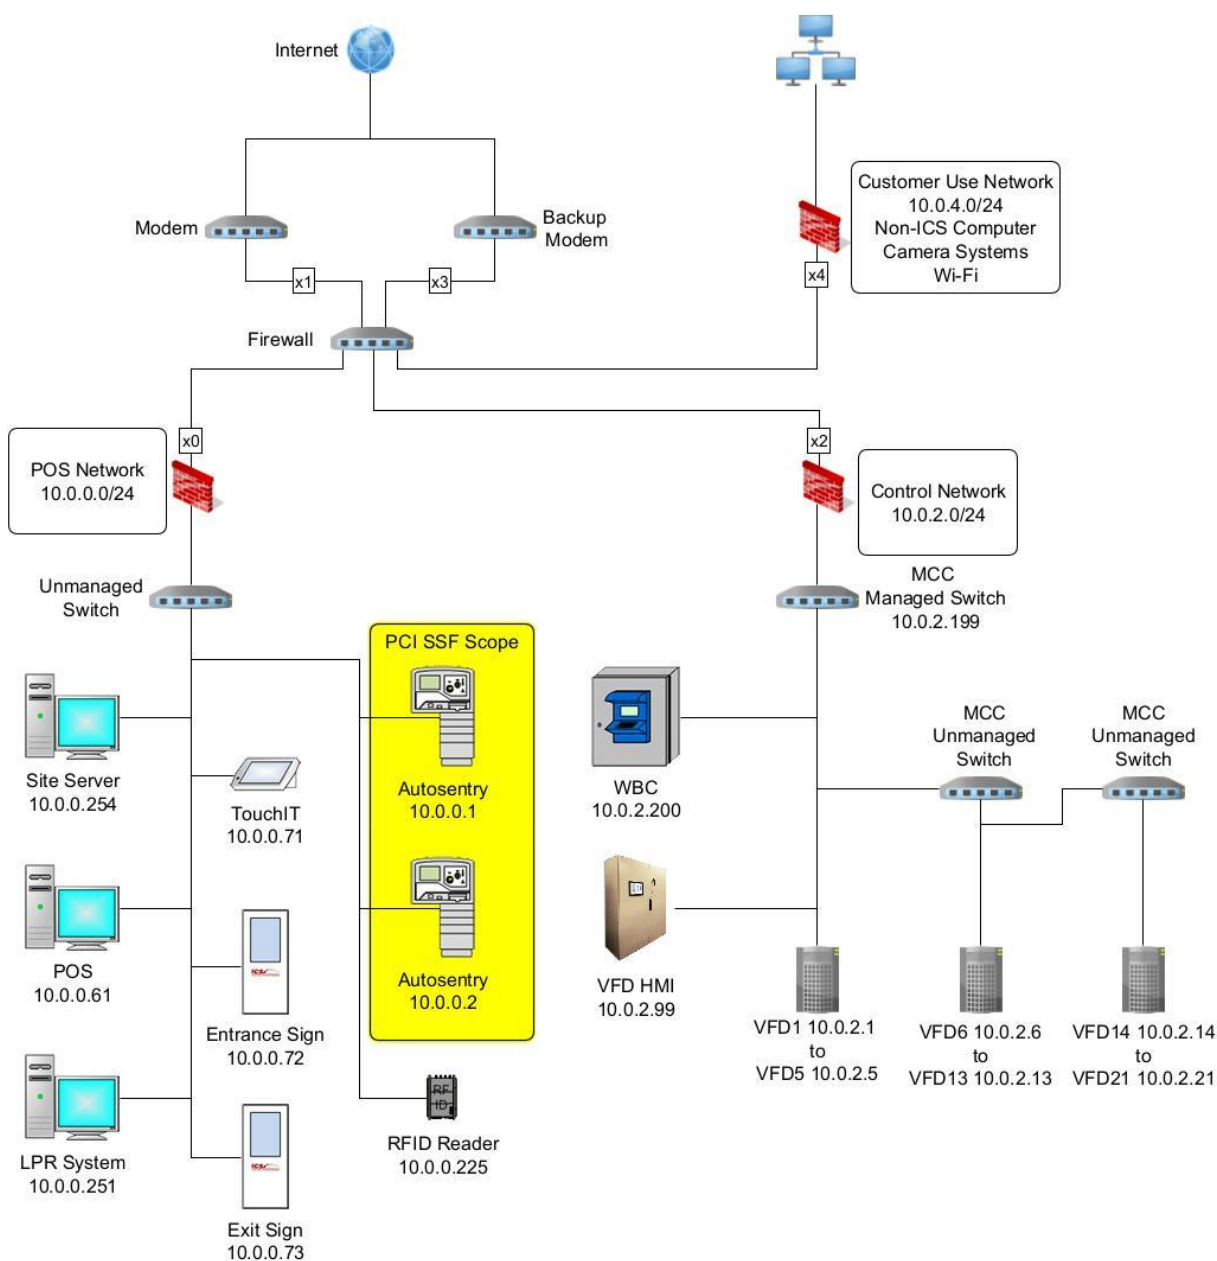 Internet
Modem
Backup
Modem
x1
x3
Firewall
Customer Use Network
10.0.4.0/24
Non-ICS Computer
Camera Systems
Wi-Fi
x4
x0
POS Network
10.0.0.0/24
x2
Control Network
10.0.2.0/24
Unmanaged
Switch
MCC
Managed Switch
10.0.2.199
PCI SSF Scope
Site Server
10.0.0.254
TouchIT
10.0.0.71
Autosentry
10.0.0.1
WBC
10.0.2.200
MCC
Unmanaged
Switch
MCC
Unmanaged
Switch
POS
10.0.0.61
ICS
Entrance Sign
10.0.0.72
Autosentry
10.0.0.2
VFD HMI
10.0.2.99
VFD1 10.0.2.1
to
VFD5 10.0.2.5
VFD6 10.0.2.6
to
VFD13 10.0.2.13
VFD14 10.0.2.14
to
VFD21 10.0.2.21
LPR System
10.0.0.251
ICS
Exit Sign
10.0.0.73
RF
ID
RFID Reader
10.0.0.225